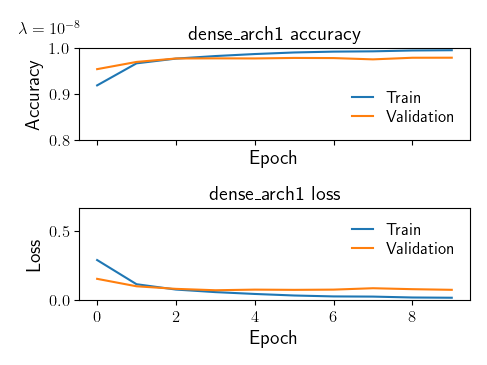 λ = 10⁻⁸
dense_arch1 accuracy
1.0
0.9
0.8
Accuracy
Train
Validation
Epoch
dense_arch1 loss
0.5
0.0
Loss
Train
Validation
0 2 4 6 8
Epoch